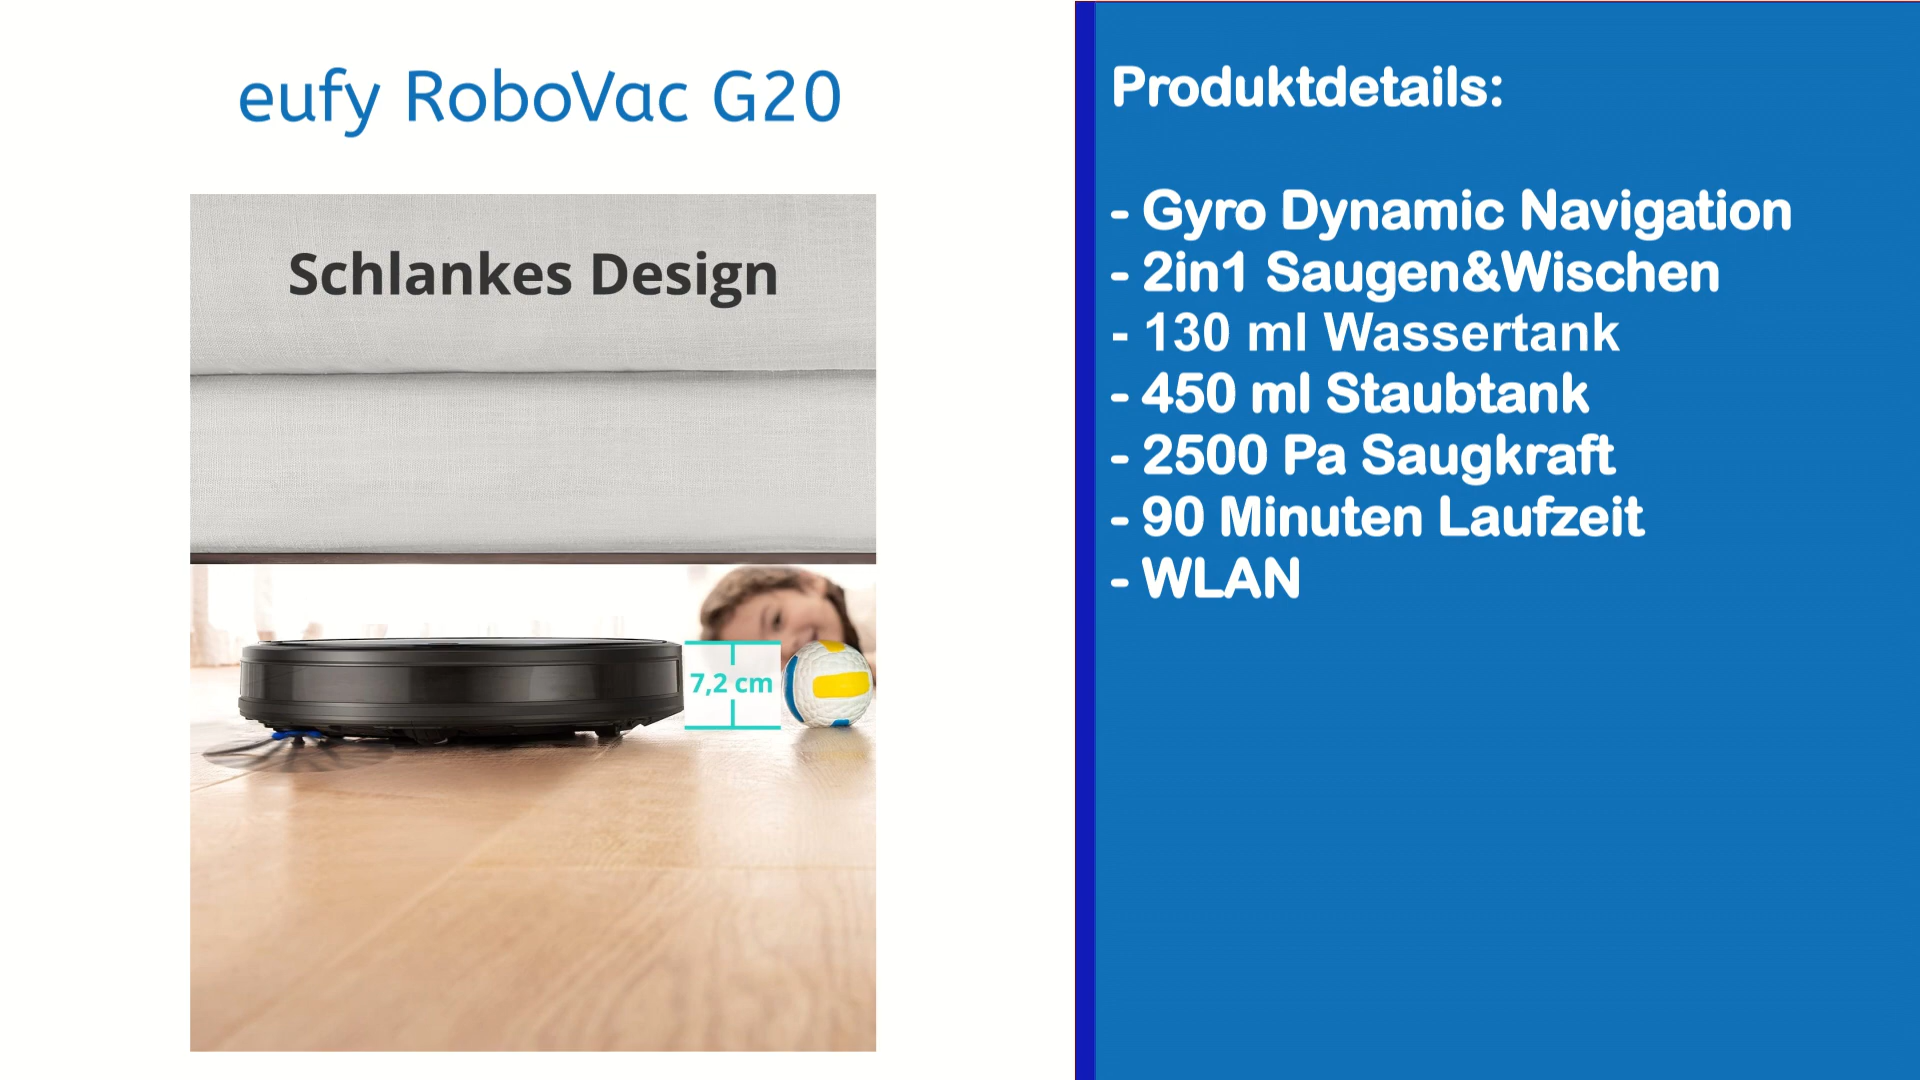 eufy RoboVac G20
Schlankes Design
7,2 cm
Produktdetails:
- Gyro Dynamic Navigation
- 2in1 Saugen&Wischen
- 130 ml Wassertank
- 450 ml Staubtank
- 2500 Pa Saugkraft
- 90 Minuten Laufzeit
- WLAN